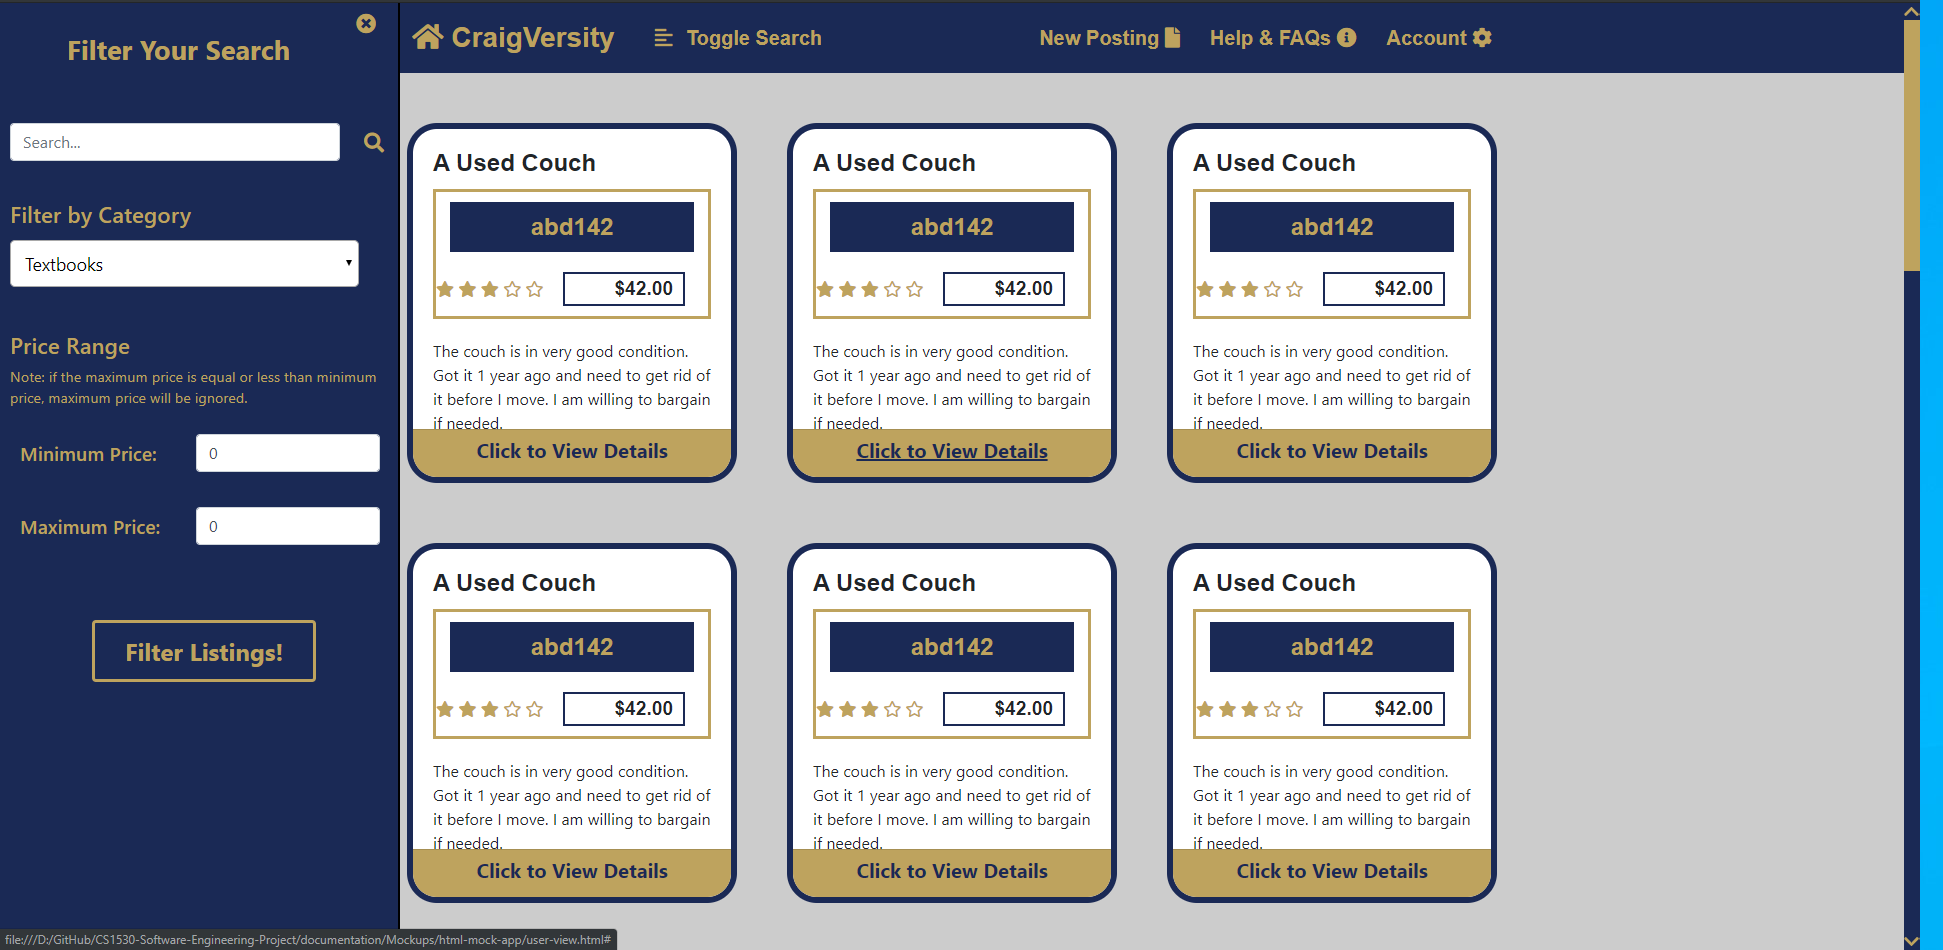 Filter Your Search
Search...
Filter by Category
Textbooks
Price Range
Note: if the maximum price is equal or less than minimum
price, maximum price will be ignored.
Minimum Price: 0
Maximum Price: 0
Filter Listings!
CraigVersity Toggle Search New Posting Help & FAQs Account
A Used Couch
abd142
$42.00
The couch is in very good condition.
Got it 1 year ago and need to get rid of
it before I move. I am willing to bargain
if needed.
Click to View Details
A Used Couch
abd142
$42.00
The couch is in very good condition.
Got it 1 year ago and need to get rid of
it before I move. I am willing to bargain
if needed.
Click to View Details
A Used Couch
abd142
$42.00
The couch is in very good condition.
Got it 1 year ago and need to get rid of
it before I move. I am willing to bargain
if needed.
Click to View Details
A Used Couch
abd142
$42.00
The couch is in very good condition.
Got it 1 year ago and need to get rid of
it before I move. I am willing to bargain
if needed.
Click to View Details
A Used Couch
abd142
$42.00
The couch is in very good condition.
Got it 1 year ago and need to get rid of
it before I move. I am willing to bargain
if needed.
Click to View Details
A Used Couch
abd142
$42.00
The couch is in very good condition.
Got it 1 year ago and need to get rid of
it before I move. I am willing to bargain
if needed.
Click to View Details
file:///D:/GitHub/CS1530-Software-Engineering-Project/documentation/Mockups/html-mock-app/user-view.html#